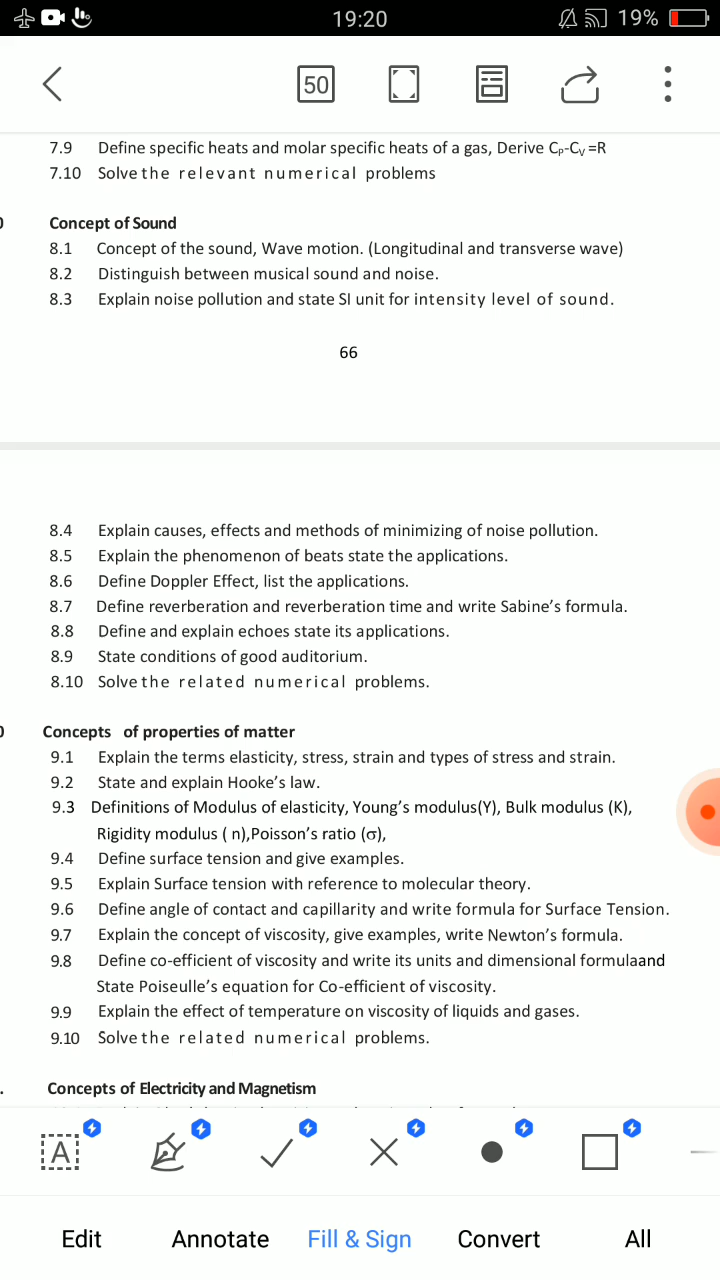 19:20
19%
50
7.9 Define specific heats and molar specific heats of a gas, Derive Cₚ-Cᵥ =R
7.10 Solve the relevant numerical problems
Concept of Sound
8.1 Concept of the sound, Wave motion. (Longitudinal and transverse wave)
8.2 Distinguish between musical sound and noise.
8.3 Explain noise pollution and state SI unit for intensity level of sound.
66
8.4 Explain causes, effects and methods of minimizing of noise pollution.
8.5 Explain the phenomenon of beats state the applications.
8.6 Define Doppler Effect, list the applications.
8.7 Define reverberation and reverberation time and write Sabine’s formula.
8.8 Define and explain echoes state its applications.
8.9 State conditions of good auditorium.
8.10 Solve the related numerical problems.
Concepts of properties of matter
9.1 Explain the terms elasticity, stress, strain and types of stress and strain.
9.2 State and explain Hooke’s law.
9.3 Definitions of Modulus of elasticity, Young’s modulus(Y), Bulk modulus (K),
Rigidity modulus ( n),Poisson’s ratio (σ),
9.4 Define surface tension and give examples.
9.5 Explain Surface tension with reference to molecular theory.
9.6 Define angle of contact and capillarity and write formula for Surface Tension.
9.7 Explain the concept of viscosity, give examples, write Newton’s formula.
9.8 Define co-efficient of viscosity and write its units and dimensional formulaand
State Poiseulle’s equation for Co-efficient of viscosity.
9.9 Explain the effect of temperature on viscosity of liquids and gases.
9.10 Solve the related numerical problems.
Concepts of Electricity and Magnetism
A
Edit Annotate Fill & Sign Convert All